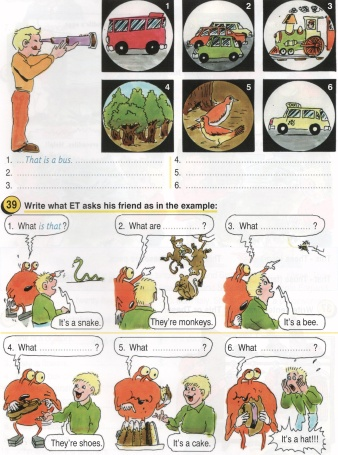 1
2
3
4
5
6
TAXI
1. That is a bus. 4.
2. 5.
3. 6.
39 Write what ET asks his friend as in the example:
1. What is that? 2. What are ............ ? 3. What ............ ?
It's a snake. They're monkeys. It's a bee.
4. What ............ ? 5. What ............ ? 6. What ............ ?
They're shoes. It's a cake. It's a hat!!!